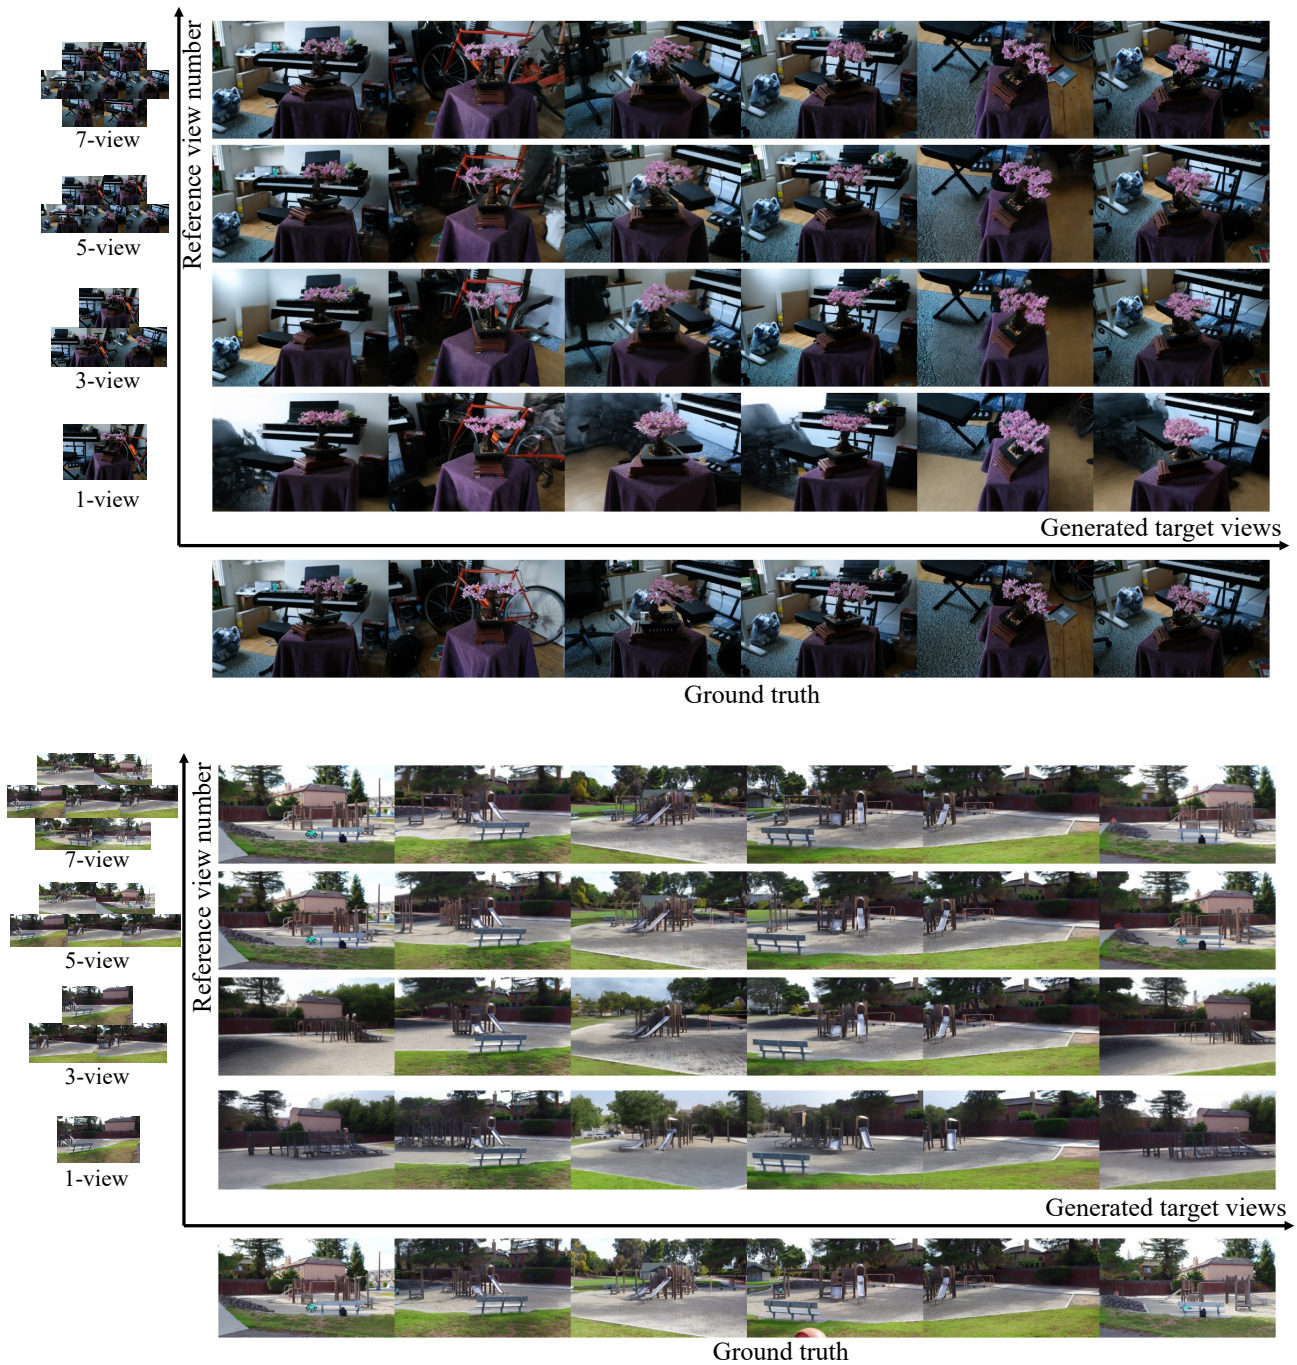 Reference view number
7-view
5-view
3-view
1-view
Generated target views
Ground truth
Reference view number
7-view
5-view
3-view
1-view
Generated target views
Ground truth